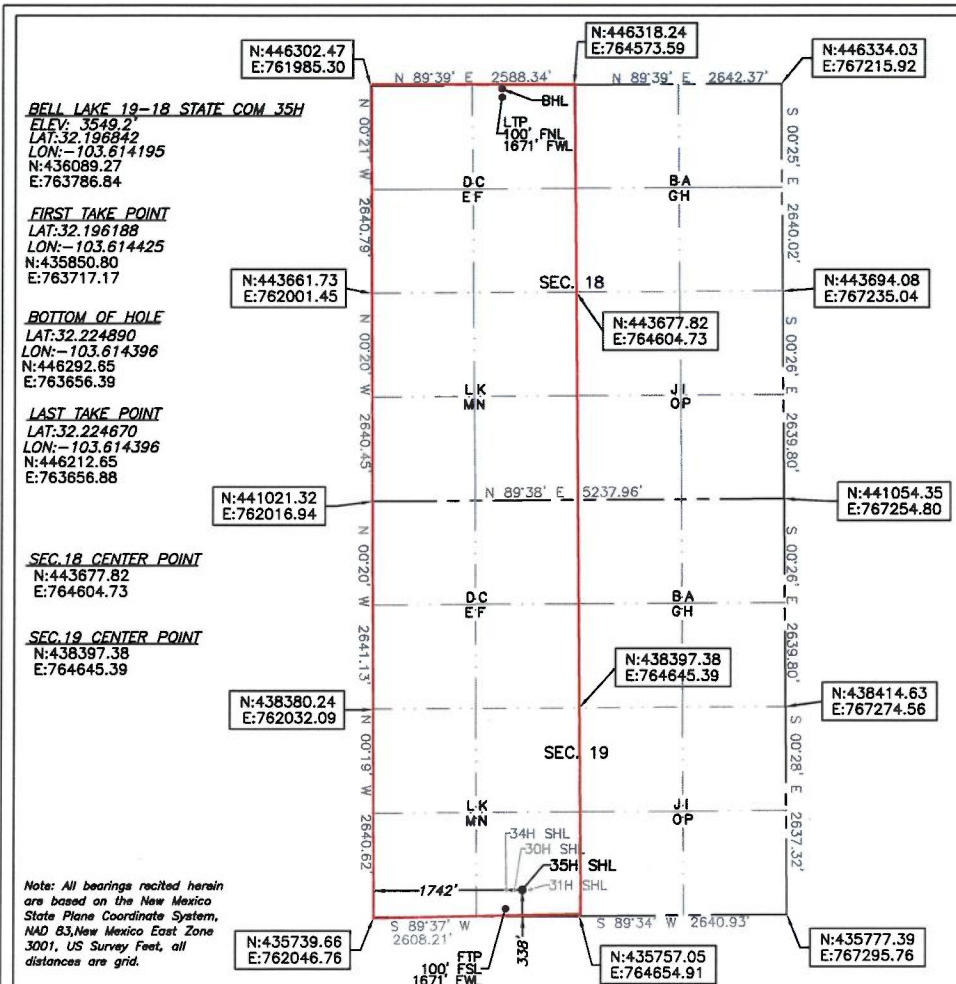 N:446302.47
E:761985.30
N:446318.24
E:764573.59
N:446334.03
E:767215.92
N 89°39' E 2588.34'
N 89°39' E 2642.37'
BHL
LTP
100' FNL
1671' FWL
BELL LAKE 19-18 STATE COM 35H
ELEV: 3549.2'
LAT:32.196842
LON:-103.614195
N:436089.27
E:763786.84
FIRST TAKE POINT
LAT:32.196188
LON:-103.614425
N:435850.80
E:763717.17
BOTTOM OF HOLE
LAT:32.224890
LON:-103.614396
N:446292.65
E:763656.39
LAST TAKE POINT
LAT:32.224670
LON:-103.614396
N:446212.65
E:763656.88
SEC.18 CENTER POINT
N:443677.82
E:764604.73
SEC.19 CENTER POINT
N:438397.38
E:764645.39
Note: All bearings recited herein
are based on the New Mexico
State Plane Coordinate System,
NAD 83,New Mexico East Zone
3001, US Survey Feet, all
distances are grid.
N 00°21' W 2640.79'
S 00°25' E 2640.02'
D C
E F
B A
G H
N:443661.73
E:762001.45
SEC. 18
N:443694.08
E:767235.04
N:443677.82
E:764604.73
N 00°20' W 2640.45'
S 00°26' E 2639.80'
L K
M N
J I
O P
N:441021.32
E:762016.94
N 89°38' E 5237.96'
N:441054.35
E:767254.80
N 00°20' W 2641.13'
S 00°26' E 2639.80'
D C
E F
B A
G H
N:438397.38
E:764645.39
N:438380.24
E:762032.09
N:438414.63
E:767274.56
SEC. 19
N 00°19' W 2640.62'
S 00°28' E 2637.32'
L K
M N
J I
O P
34H SHL
30H SHL
35H SHL
31H SHL
1742'
338'
S 89°37' W
2608.21'
S 89°34' W 2640.93'
N:435739.66
E:762046.76
FTP
100' FSL
1671' FWL
N:435757.05
E:764654.91
N:435777.39
E:767295.76